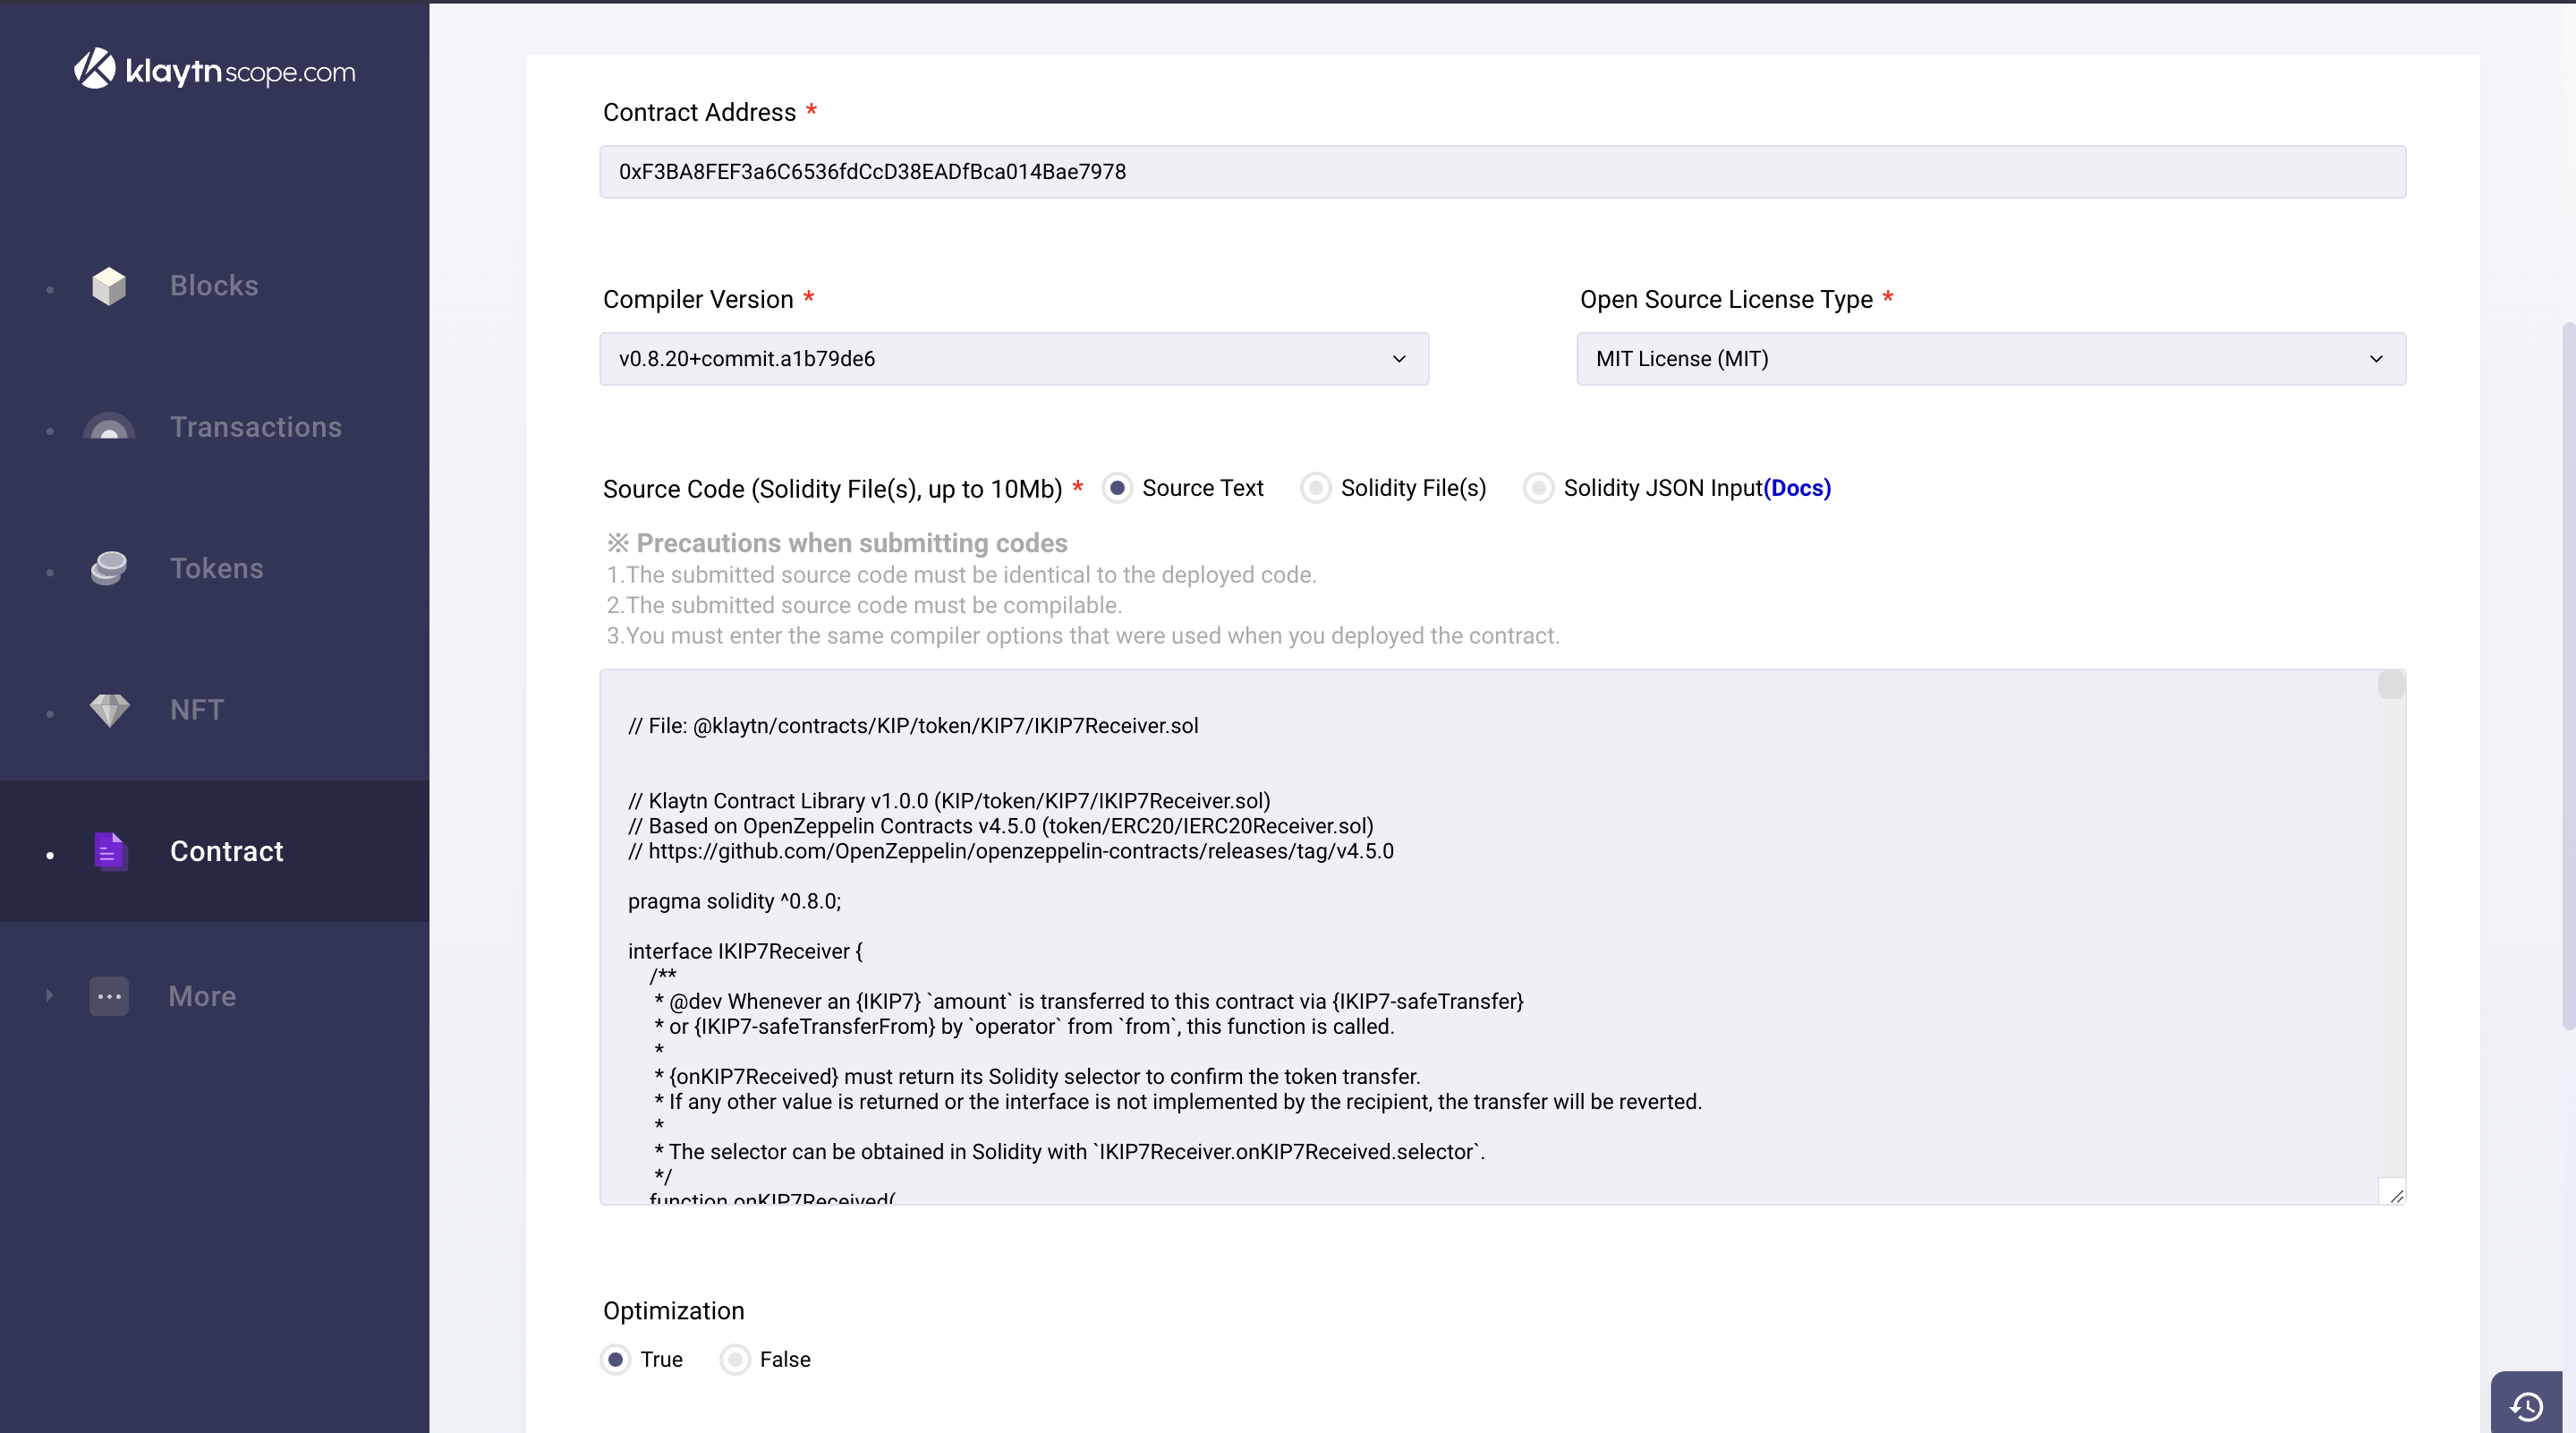 klaytnscope.com
Blocks
Transactions
Tokens
NFT
Contract
More
Contract Address *
0xF3BA8FEF3a6C6536fdCcD38EADfBca014Bae7978
Compiler Version *
v0.8.20+commit.a1b79de6
Open Source License Type *
MIT License (MIT)
Source Code (Solidity File(s), up to 10Mb) * Source Text Solidity File(s) Solidity JSON Input(Docs)
※ Precautions when submitting codes
1.The submitted source code must be identical to the deployed code.
2.The submitted source code must be compilable.
3.You must enter the same compiler options that were used when you deployed the contract.
// File: @klaytn/contracts/KIP/token/KIP7/IKIP7Receiver.sol
// Klaytn Contract Library v1.0.0 (KIP/token/KIP7/IKIP7Receiver.sol)
// Based on OpenZeppelin Contracts v4.5.0 (token/ERC20/IERC20Receiver.sol)
// https://github.com/OpenZeppelin/openzeppelin-contracts/releases/tag/v4.5.0
pragma solidity ^0.8.0;
interface IKIP7Receiver {
/**
* @dev Whenever an {IKIP7} `amount` is transferred to this contract via {IKIP7-safeTransfer}
* or {IKIP7-safeTransferFrom} by `operator` from `from`, this function is called.
*
* {onKIP7Received} must return its Solidity selector to confirm the token transfer.
* If any other value is returned or the interface is not implemented by the recipient, the transfer will be reverted.
*
* The selector can be obtained in Solidity with `IKIP7Receiver.onKIP7Received.selector`.
*/
function onKIP7Received(
Optimization
True False